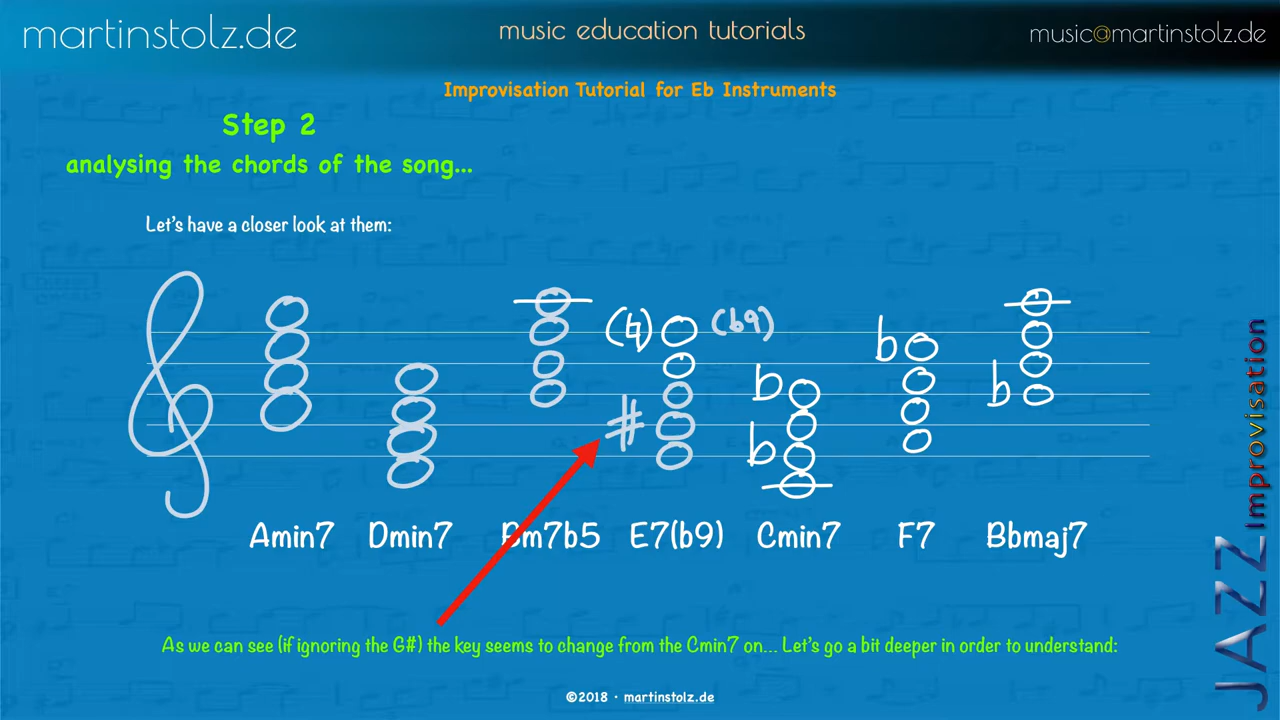 martinstolz.de
music education tutorials
music@martinstolz.de
Improvisation Tutorial for Eb Instruments
Step 2
analysing the chords of the song...
Let's have a closer look at them:
(♮) (b9)
# b b b b
Amin7 Dmin7 Bm7b5 E7(b9) Cmin7 F7 Bbmaj7
As we can see (if ignoring the G#) the key seems to change from the Cmin7 on... Let's go a bit deeper in order to understand:
©2018 · martinstolz.de
JAZZ Improvisation